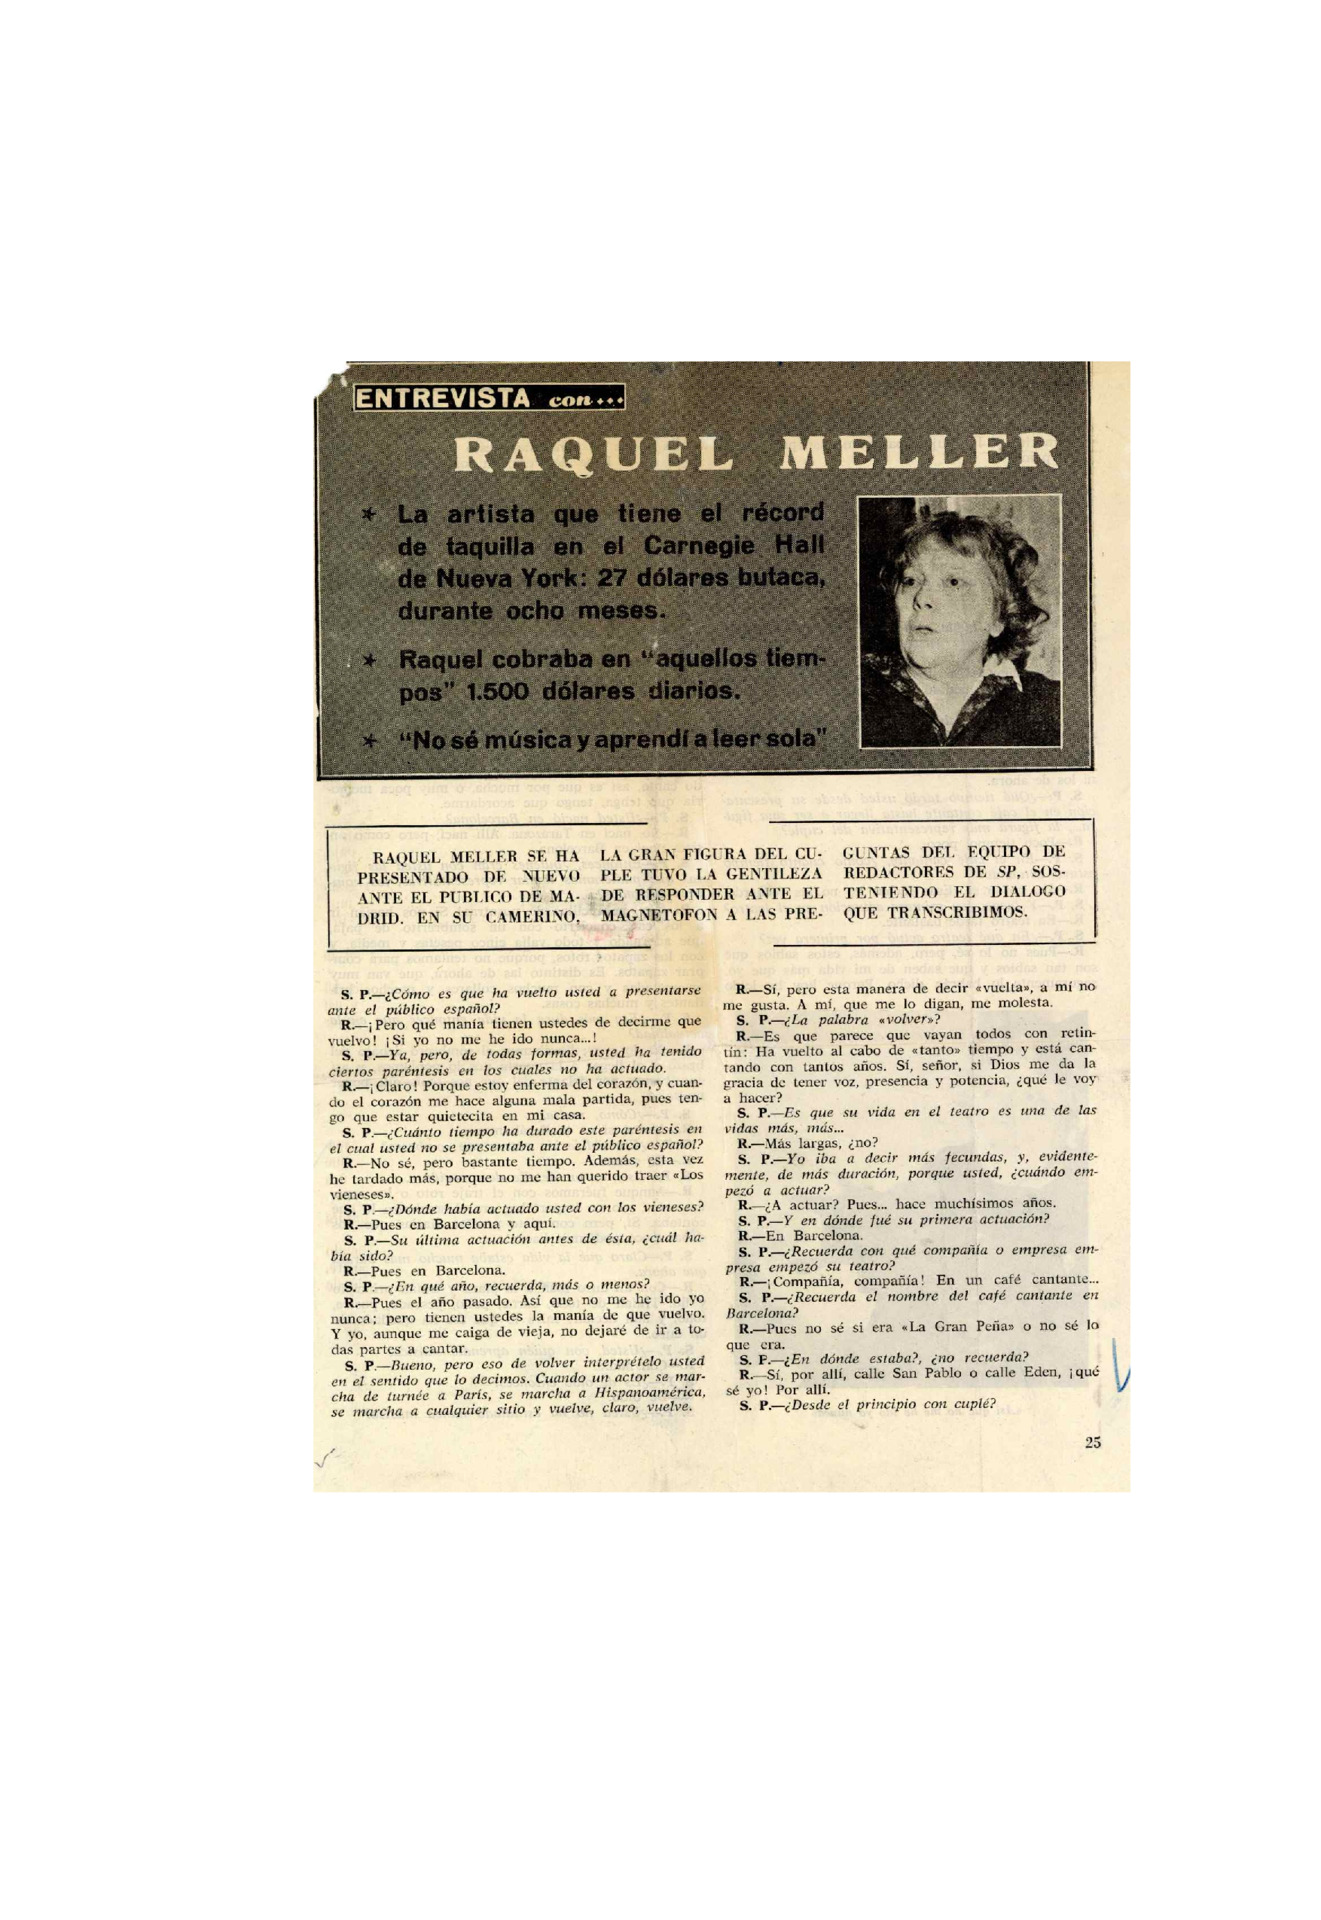 ENTREVISTA con...
RAQUEL MELLER
* La artista que tiene el récord
de taquilla en el Carnegie Hall
de Nueva York: 27 dólares butaca,
durante ocho meses.
* Raquel cobraba en "aquellos tiem-
pos" 1.500 dólares diarios.
* "No sé música y aprendí a leer sola"
RAQUEL MELLER SE HA
PRESENTADO DE NUEVO
ANTE EL PUBLICO DE MA-
DRID. EN SU CAMERINO,
LA GRAN FIGURA DEL CU-
PLE TUVO LA GENTILEZA
DE RESPONDER ANTE EL
MAGNETOFON A LAS PRE-
GUNTAS DEL EQUIPO DE
REDACTORES DE SP, SOS-
TENIENDO EL DIALOGO
QUE TRANSCRIBIMOS.
S. P.—¿Cómo es que ha vuelto usted a presentarse
ante el público español?
R.—¡Pero qué manía tienen ustedes de decirme que
vuelvo! ¡Si yo no me he ido nunca...!
S. P.—Ya, pero, de todas formas, usted ha tenido
ciertos paréntesis en los cuales no ha actuado.
R.—¡Claro! Porque estoy enferma del corazón, y cuan-
do el corazón me hace alguna mala partida, pues ten-
go que estar quietecita en mi casa.
S. P.—¿Cuánto tiempo ha durado este paréntesis en
el cual usted no se presentaba ante el público español?
R.—No sé, pero bastante tiempo. Además, esta vez
he tardado más, porque no me han querido traer «Los
vieneses».
S. P.—¿Dónde había actuado usted con los vieneses?
R.—Pues en Barcelona y aquí.
S. P.—Su última actuación antes de ésta, ¿cuál ha-
bía sido?
R.—Pues en Barcelona.
S. P.—¿En qué año, recuerda, más o menos?
R.—Pues el año pasado. Así que no me he ido yo
nunca; pero tienen ustedes la manía de que vuelvo.
Y yo, aunque me caiga de vieja, no dejaré de ir a to-
das partes a cantar.
S. P.—Bueno, pero eso de volver interprételo usted
en el sentido que lo decimos. Cuando un actor se mar-
cha de turnée a París, se marcha a Hispanoamérica,
se marcha a cualquier sitio y vuelve, claro, vuelve.
R.—Sí, pero esta manera de decir «vuelta», a mí no
me gusta. A mí, que me lo digan, me molesta.
S. P.—¿La palabra «volver»?
R.—Es que parece que vayan todos con retin-
tín: Ha vuelto al cabo de «tanto» tiempo y está can-
tando con tantos años. Sí, señor, si Dios me da la
gracia de tener voz, presencia y potencia, ¿qué le voy
a hacer?
S. P.—Es que su vida en el teatro es una de las
vidas más, más...
R.—Más largas, ¿no?
S. P.—Yo iba a decir más fecundas, y, evidente-
mente, de más duración, porque usted, ¿cuándo em-
pezó a actuar?
R.—¿A actuar? Pues... hace muchísimos años.
S. P.—Y en dónde fué su primera actuación?
R.—En Barcelona.
S. P.—¿Recuerda con qué compañía o empresa em-
presa empezó su teatro?
R.—¡Compañía, compañía! En un café cantante...
S. P.—¿Recuerda el nombre del café cantante en
Barcelona?
R.—Pues no sé si era «La Gran Peña» o no sé lo
que era.
S. P.—¿En dónde estaba?, ¿no recuerda?
R.—Sí, por allí, calle San Pablo o calle Eden, ¡qué
sé yo! Por allí.
S. P.—¿Desde el principio con cuplé?
25